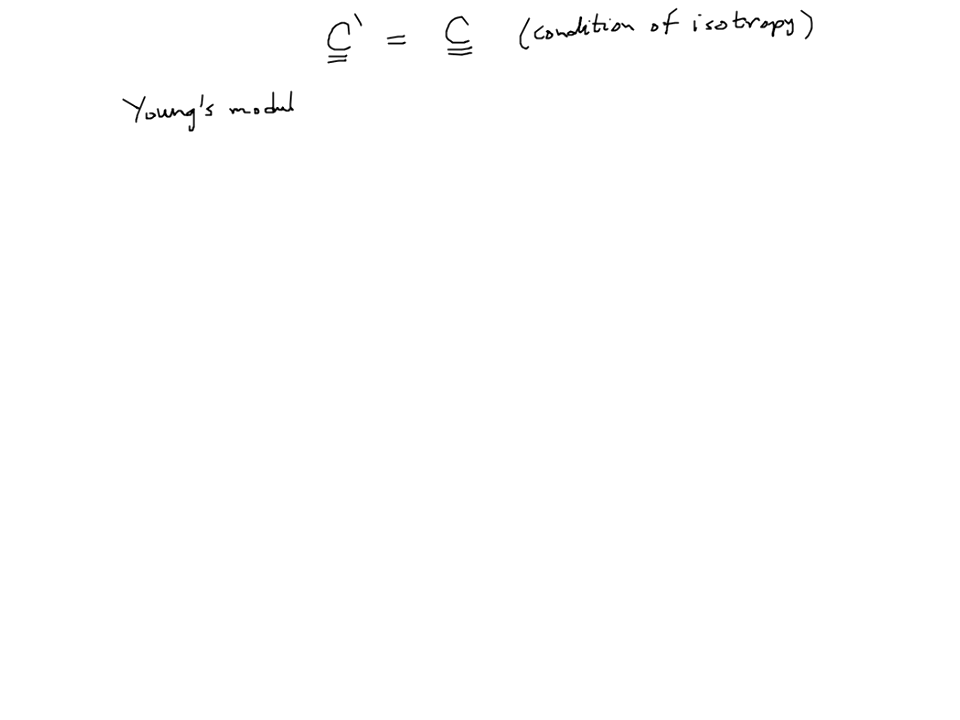 C̳' = C̳ (condition of isotropy)
Young's modul